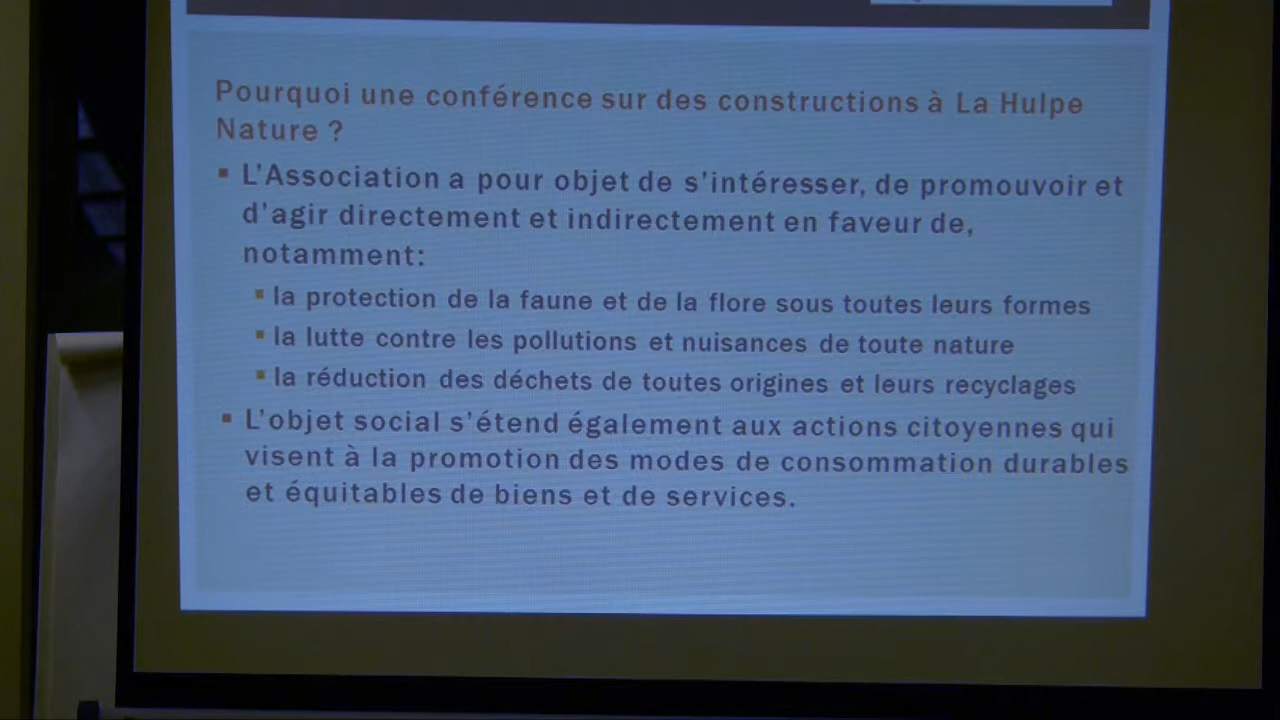 Pourquoi une conférence sur des constructions à La Hulpe
Nature ?
▪ L'Association a pour objet de s'intéresser, de promouvoir et
d'agir directement et indirectement en faveur de,
notamment:
▪ la protection de la faune et de la flore sous toutes leurs formes
▪ la lutte contre les pollutions et nuisances de toute nature
▪ la réduction des déchets de toutes origines et leurs recyclages
▪ L'objet social s'étend également aux actions citoyennes qui
visent à la promotion des modes de consommation durables
et équitables de biens et de services.